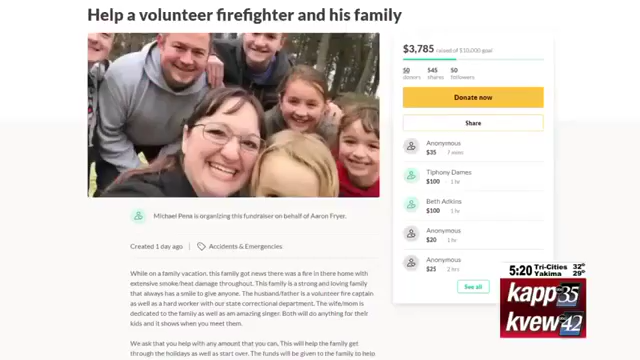 Help a volunteer firefighter and his family
$3,785 raised of $10,000 goal
50 545 50
donors shares followers
Donate now
Share
Anonymous
$35
Tiphony Dames
$100 1 hr
Beth Adkins
$100 1 hr
Anonymous
$20 1 hr
Anonymous
$25 2 hrs
See all
Michael Pena is organizing this fundraiser on behalf of Aaron Fryer.
Created 1 day ago Accidents & Emergencies
While on a family vacation, this family got news there was a fire in there home with
extensive smoke/heat damage throughout. This family is a strong and loving family
that always has a smile to give anyone. The husband/father is a volunteer fire captain
as well as a hard worker with our state correctional department. The wife/mom is
dedicated to the family as well as am amazing singer. Both will do anything for their
kids and it shows when you meet them.
We ask that you help with any amount that you can. This will help the family get
through the holidays as well as start over. The funds will be given to the family to help
5:20 Tri-Cities 32°
Yakima 29°
kapp 35
kvew 42